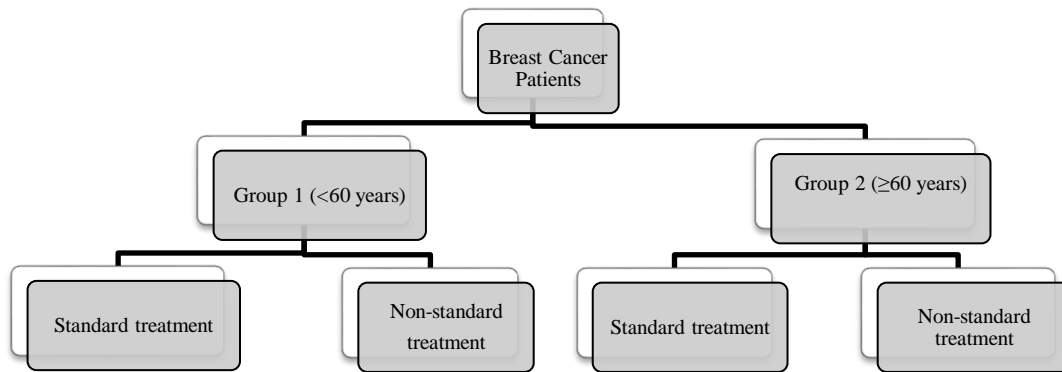 Breast Cancer
Patients
Group 1 (<60 years)
Group 2 (≥60 years)
Standard treatment
Non-standard
treatment
Standard treatment
Non-standard
treatment